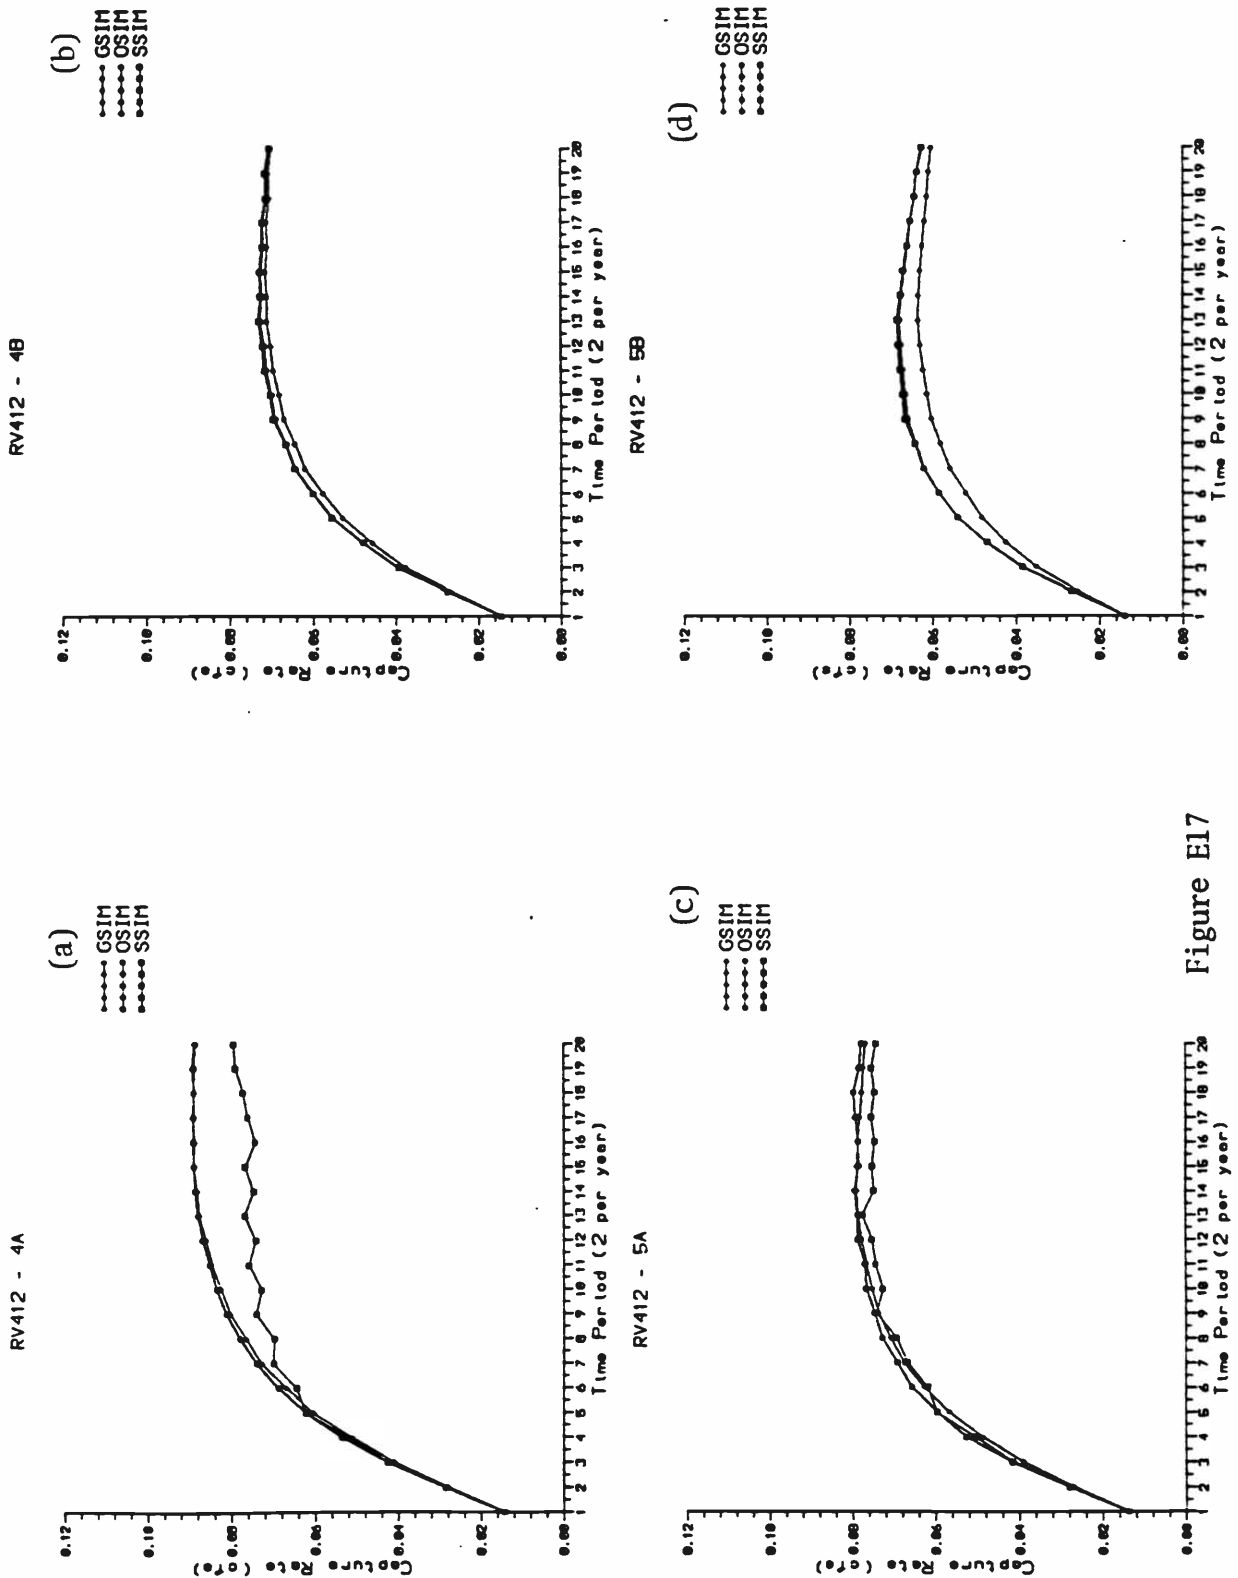 RV412 - 4A
(a)
GSIM
OSIM
SSIM
0.12
0.10
0.08
0.06
0.04
0.02
0.00
Capture
Rate (cfs)
1 2 3 4 5 6 7 8 9 10 11 12 13 14 15 16 17 18 19 20
Time Period (2 per year)
RV412 - 4B
(b)
GSIM
OSIM
SSIM
0.12
0.10
0.08
0.06
0.04
0.02
0.00
Capture
Rate (cfs)
1 2 3 4 5 6 7 8 9 10 11 12 13 14 15 16 17 18 19 20
Time Period (2 per year)
RV412 - 5A
(c)
GSIM
OSIM
SSIM
0.12
0.10
0.08
0.06
0.04
0.02
0.00
Capture
Rate (cfs)
1 2 3 4 5 6 7 8 9 10 11 12 13 14 15 16 17 18 19 20
Time Period (2 per year)
RV412 - 5B
(d)
GSIM
OSIM
SSIM
0.12
0.10
0.08
0.06
0.04
0.02
0.00
Capture
Rate (cfs)
1 2 3 4 5 6 7 8 9 10 11 12 13 14 15 16 17 18 19 20
Time Period (2 per year)
Figure E17